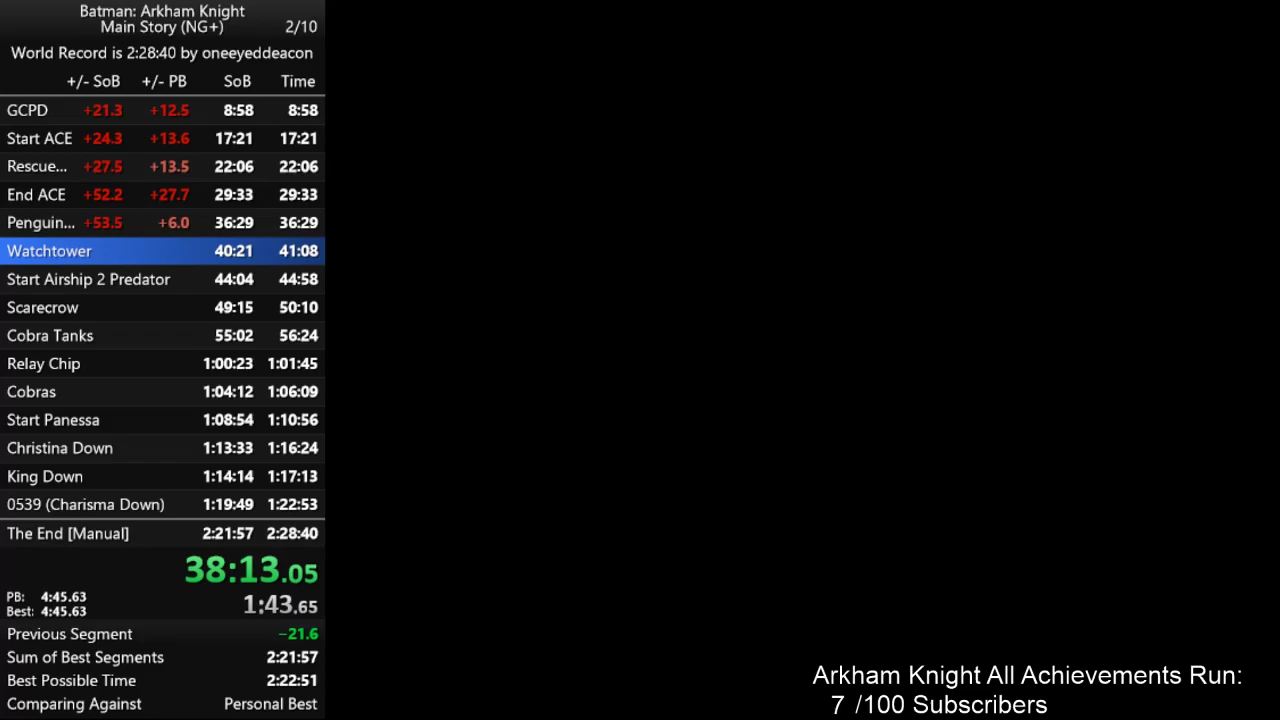 Batman: Arkham Knight
Main Story (NG+) 2/10
World Record is 2:28:40 by oneeyeddeacon
+/- SoB +/- PB SoB Time
GCPD +21.3 +12.5 8:58 8:58
Start ACE +24.3 +13.6 17:21 17:21
Rescue... +27.5 +13.5 22:06 22:06
End ACE +52.2 +27.7 29:33 29:33
Penguin... +53.5 +6.0 36:29 36:29
Watchtower 40:21 41:08
Start Airship 2 Predator 44:04 44:58
Scarecrow 49:15 50:10
Cobra Tanks 55:02 56:24
Relay Chip 1:00:23 1:01:45
Cobras 1:04:12 1:06:09
Start Panessa 1:08:54 1:10:56
Christina Down 1:13:33 1:16:24
King Down 1:14:14 1:17:13
0539 (Charisma Down) 1:19:49 1:22:53
The End [Manual] 2:21:57 2:28:40
38:13.05
PB: 4:45.63
Best: 4:45.63 1:43.65
Previous Segment −21.6
Sum of Best Segments 2:21:57
Best Possible Time 2:22:51
Comparing Against Personal Best
Arkham Knight All Achievements Run:
7 /100 Subscribers